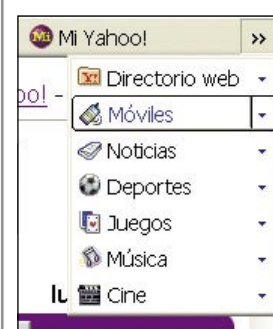 Mi Yahoo!
»
Directorio web
oo! -
Móviles
Noticias
Deportes
Juegos
Música
lu
Cine